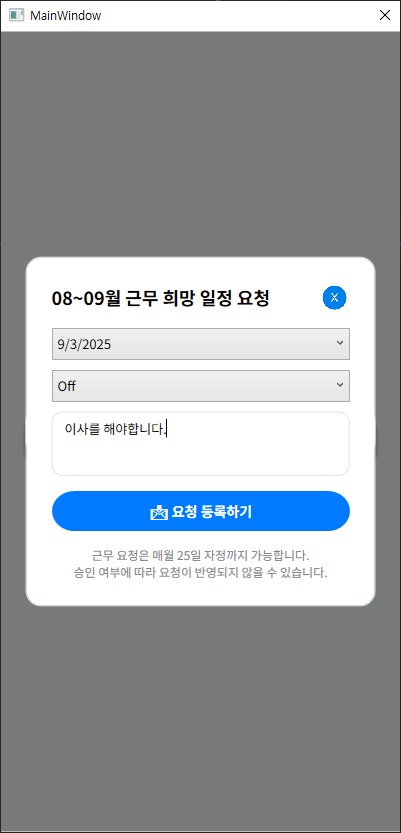 MainWindow
08~09월 근무 희망 일정 요청
X
9/3/2025
Off
이사를 해야합니다.
📩 요청 등록하기
근무 요청은 매월 25일 자정까지 가능합니다.
승인 여부에 따라 요청이 반영되지 않을 수 있습니다.